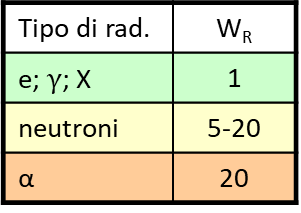 Tipo di rad. W_R
e; γ; X 1
neutroni 5-20
α 20